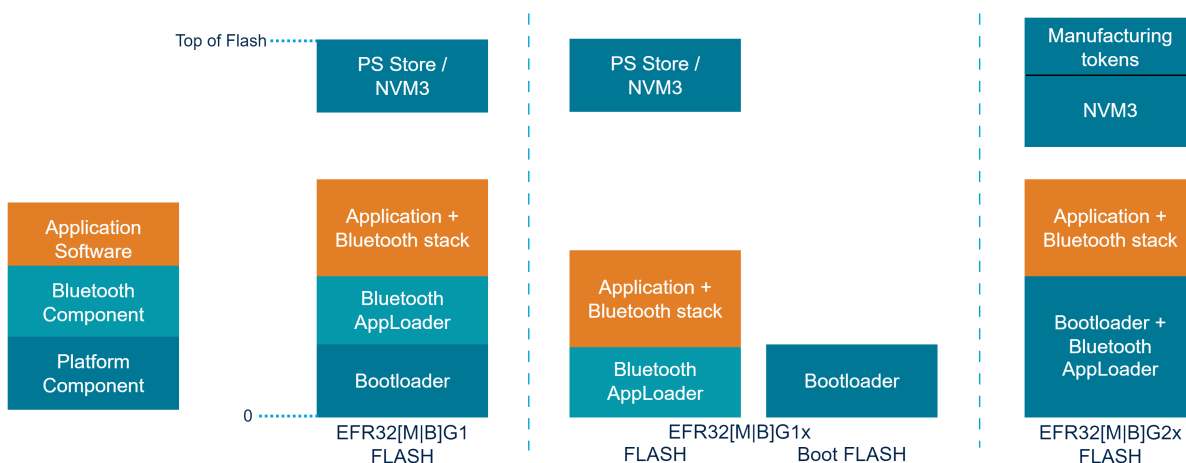 Top of Flash
PS Store /
NVM3
PS Store /
NVM3
Manufacturing
tokens
NVM3
Application
Software
Bluetooth
Component
Platform
Component
Application +
Bluetooth stack
Bluetooth
AppLoader
Bootloader
0
EFR32[M|B]G1
FLASH
Application +
Bluetooth stack
Bluetooth
AppLoader
Bootloader
EFR32[M|B]G1x
FLASH
Boot FLASH
Application +
Bluetooth stack
Bootloader +
Bluetooth
AppLoader
EFR32[M|B]G2x
FLASH